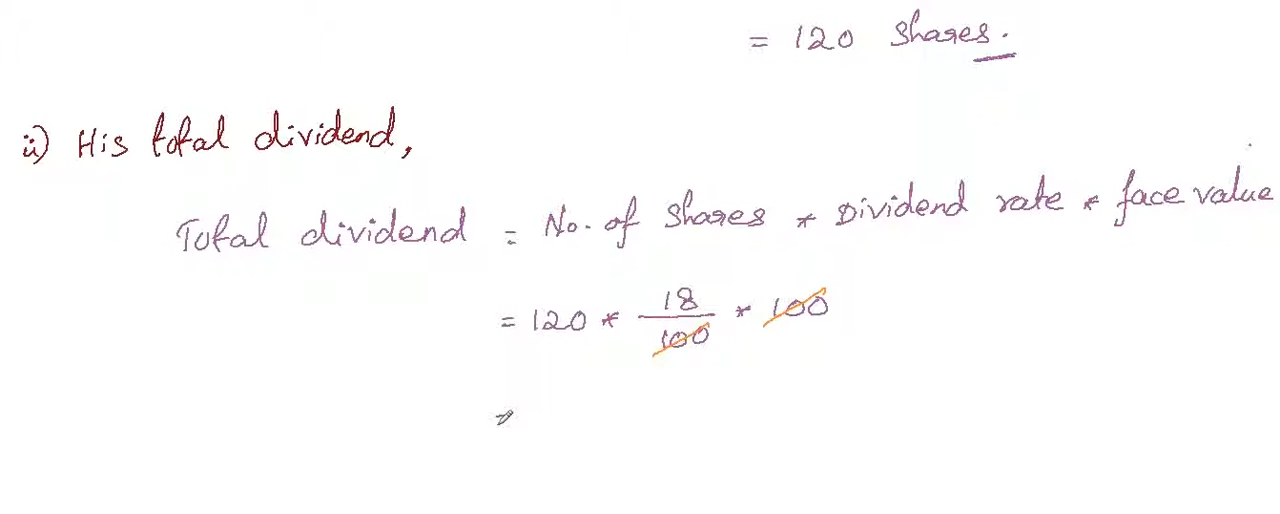 = 120 Shares.
ii) His total dividend,
Total dividend = No. of Shares * Dividend rate * face value
= 120 * 18/100 * 100
=